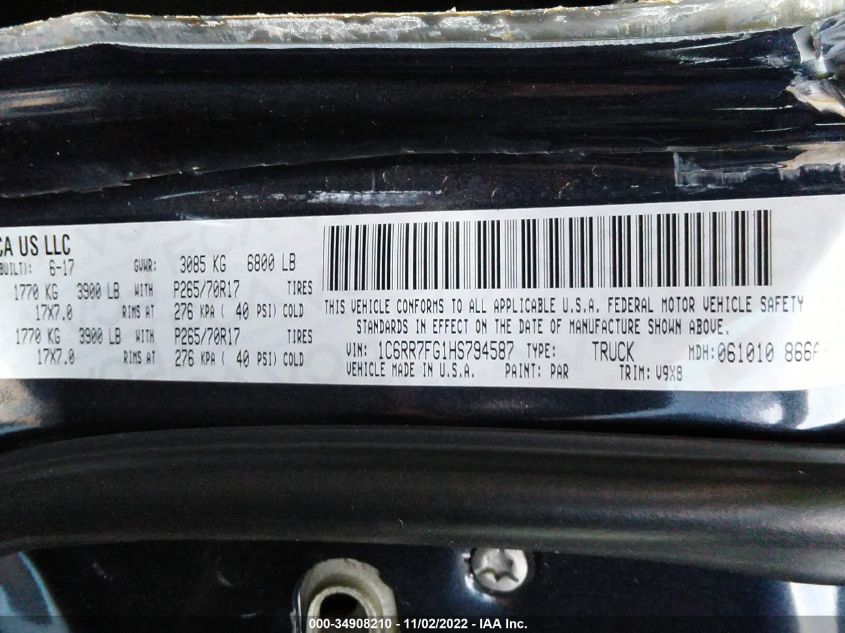 CA US LLC
BUILT): 6-17 GVWR: 3085 KG 6800 LB
1770 KG 3900 LB WITH P265/70R17 TIRES
17X7.0 RIMS AT 276 KPA ( 40 PSI) COLD
1770 KG 3900 LB WITH P265/70R17 TIRES
17X7.0 RIMS AT 276 KPA ( 40 PSI) COLD
THIS VEHICLE CONFORMS TO ALL APPLICABLE U.S.A. FEDERAL MOTOR VEHICLE SAFETY
STANDARDS IN EFFECT ON THE DATE OF MANUFACTURE SHOWN ABOVE.
VIN: 1C6RR7FG1HS794587 TYPE: TRUCK MDH: 061010 866A
VEHICLE MADE IN U.S.A. PAINT: PAR TRIM: V9X8
000-34908210 - 11/02/2022 - IAA Inc.